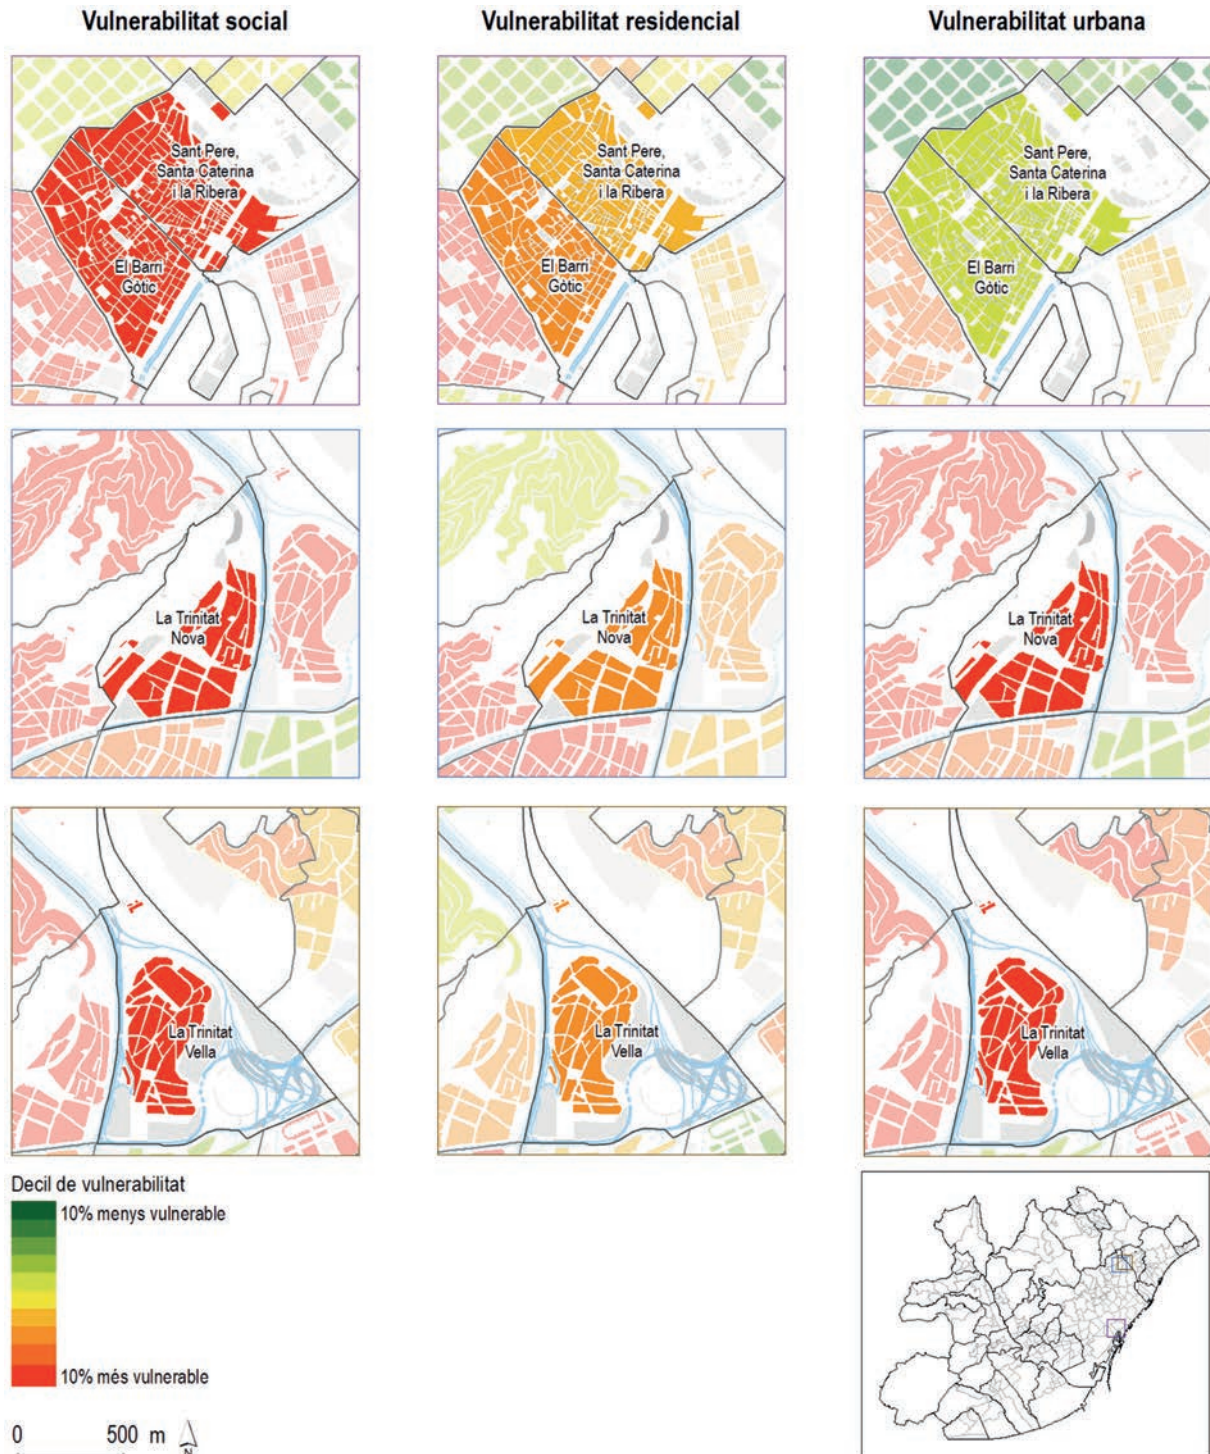 Vulnerabilitat social
Vulnerabilitat residencial
Vulnerabilitat urbana
Sant Pere,
Santa Caterina
i la Ribera
El Barri
Gòtic
Sant Pere,
Santa Caterina
i la Ribera
El Barri
Gòtic
Sant Pere,
Santa Caterina
i la Ribera
El Barri
Gòtic
La Trinitat
Nova
La Trinitat
Nova
La Trinitat
Nova
La Trinitat
Vella
La Trinitat
Vella
La Trinitat
Vella
Decil de vulnerabilitat
10% menys vulnerable
10% més vulnerable
0 500 m
N